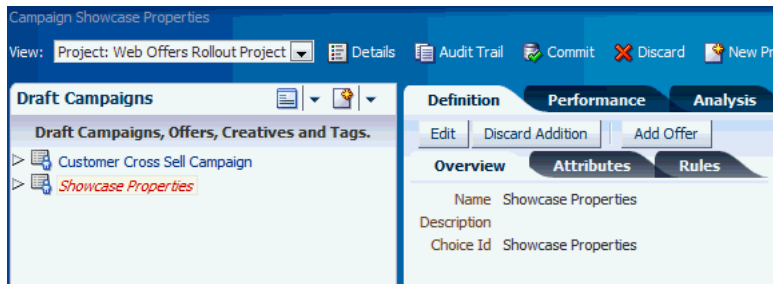 Campaign Showcase Properties
View: Project: Web Offers Rollout Project Details Audit Trail Commit Discard New Pr
Draft Campaigns
Draft Campaigns, Offers, Creatives and Tags.
Customer Cross Sell Campaign
Showcase Properties
Definition Performance Analysis
Edit Discard Addition Add Offer
Overview Attributes Rules
Name Showcase Properties
Description
Choice Id Showcase Properties